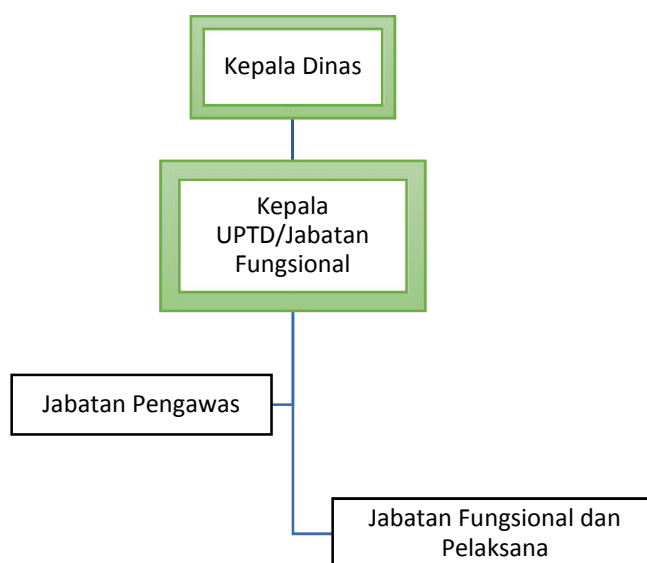 Kepala Dinas
Kepala
UPTD/Jabatan
Fungsional
Jabatan Pengawas
Jabatan Fungsional dan
Pelaksana